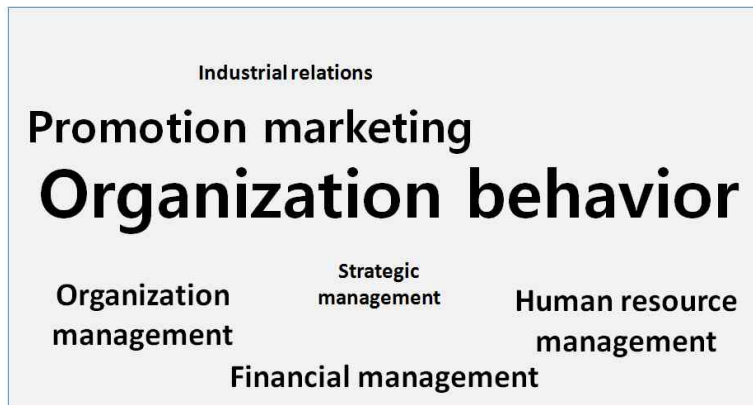 Industrial relations
Promotion marketing
Organization behavior
Strategic
management
Organization
management
Human resource
management
Financial management